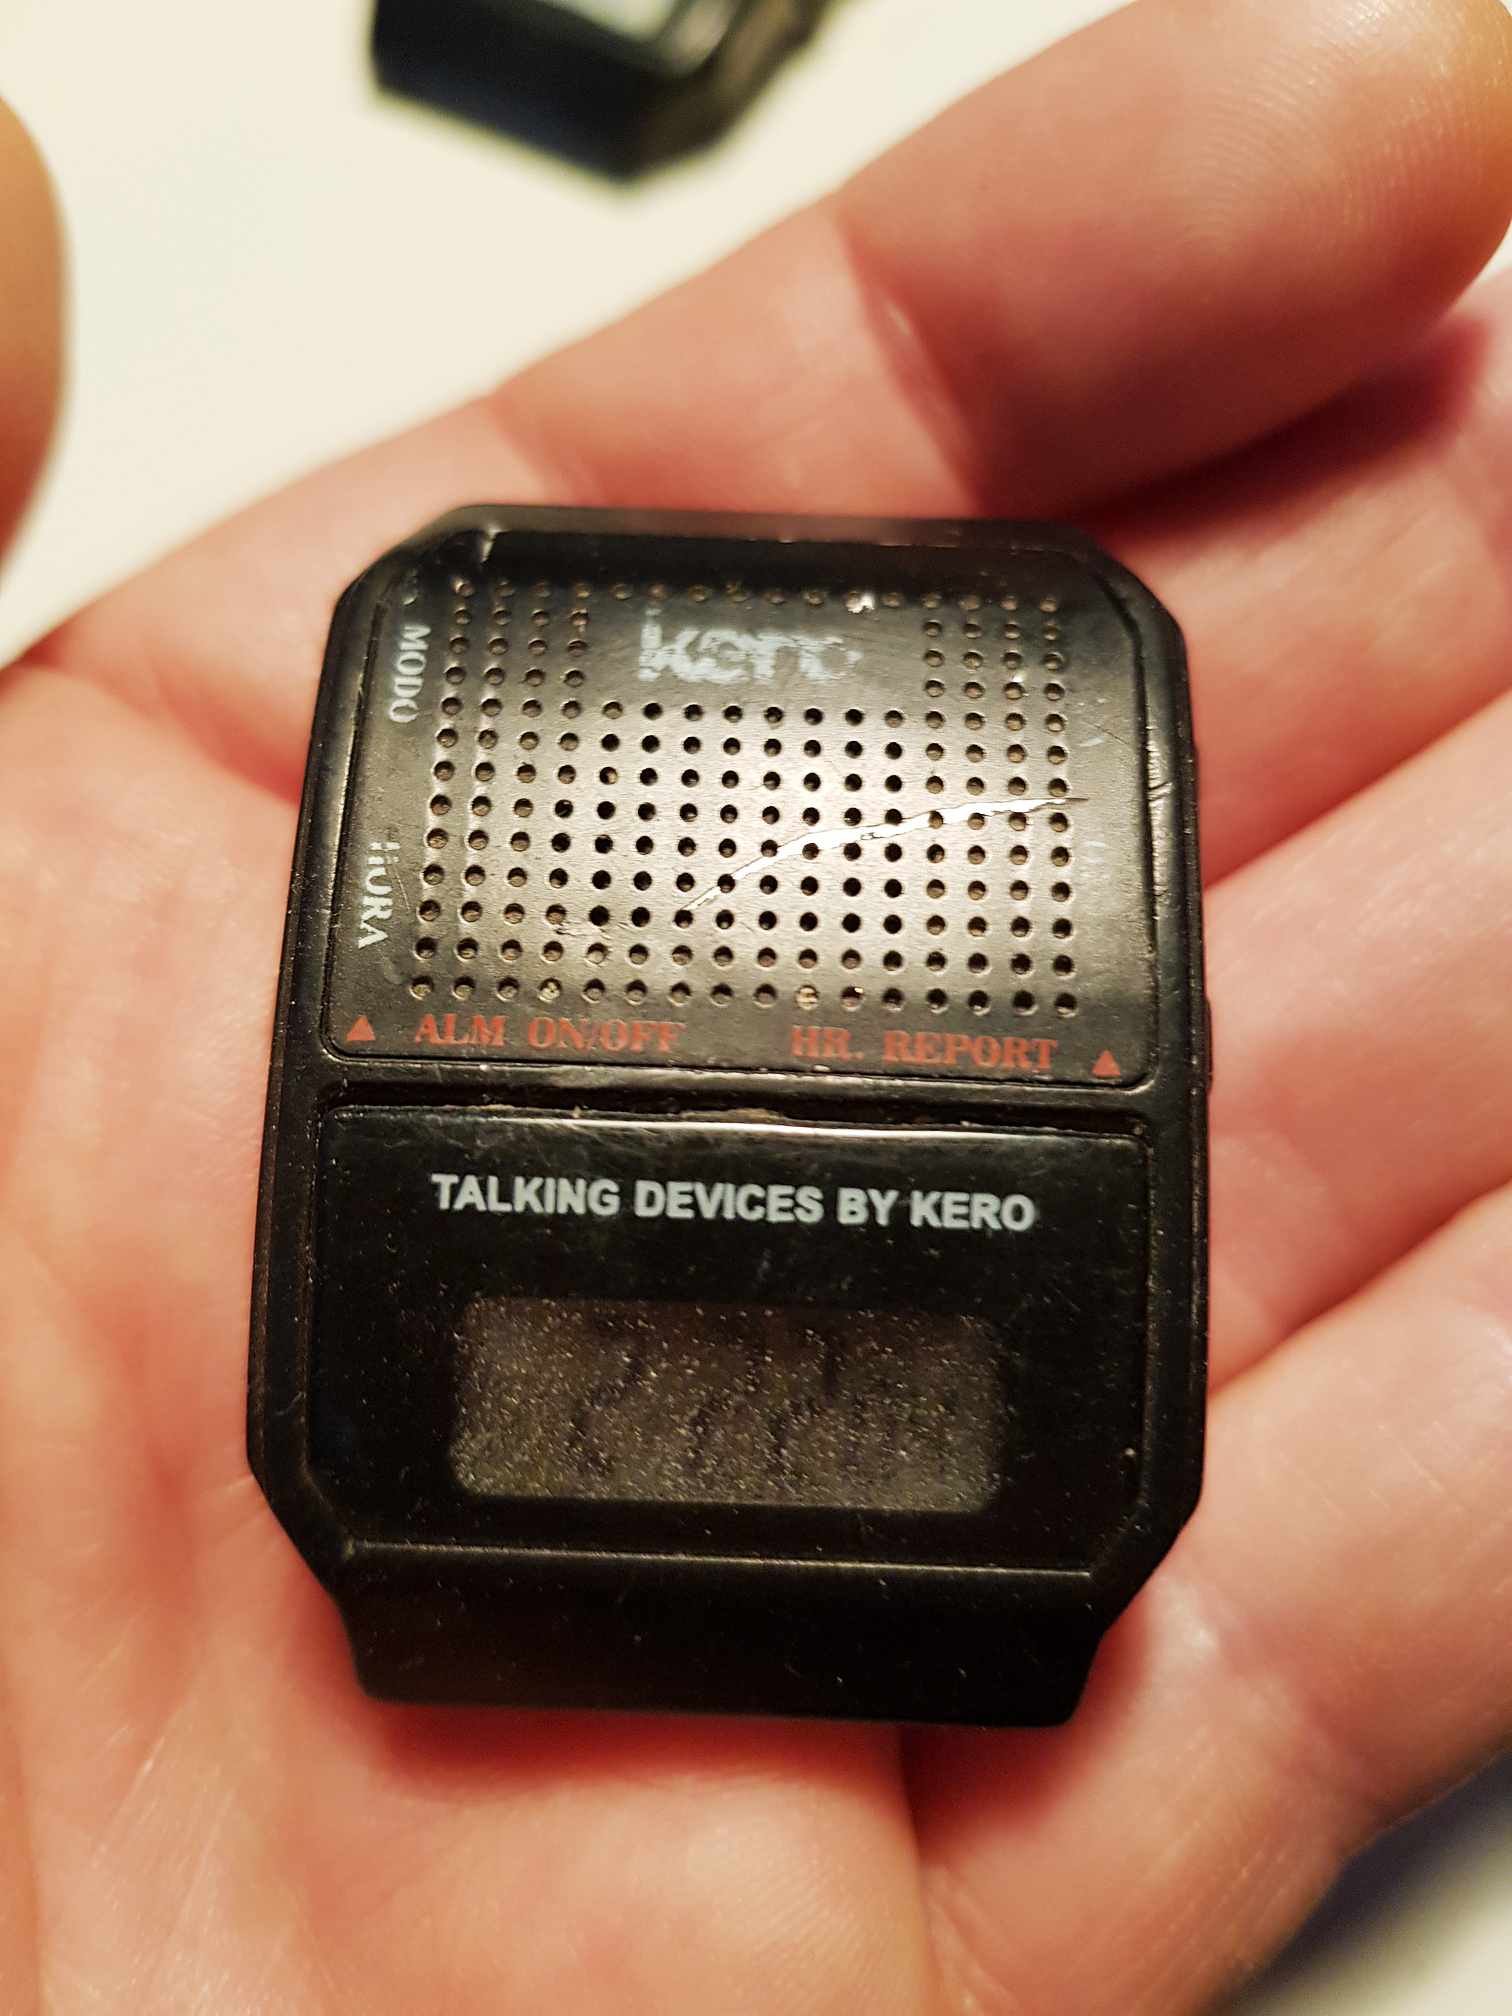 Kero
MODO
HORA
▲ ALM ON/OFF HR. REPORT ▲
TALKING DEVICES BY KERO